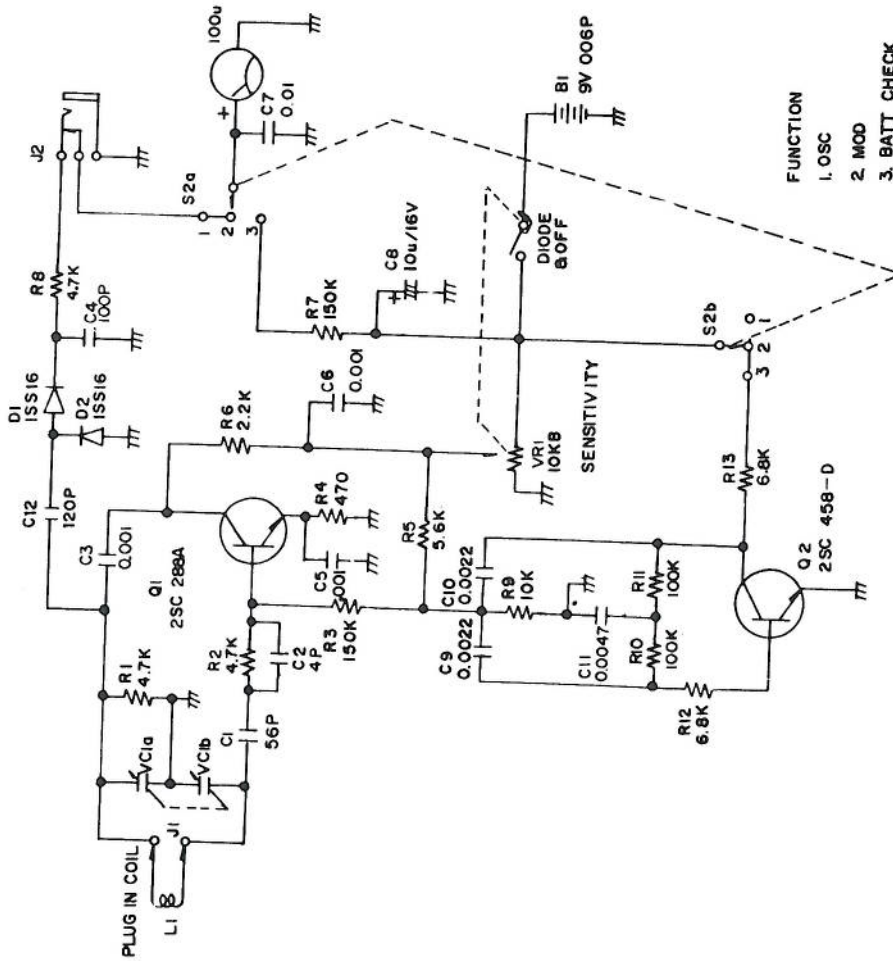 PLUG IN COIL
L1
J1
VC1a
VC1b
R1
4.7K
C1
56P
R2
4.7K
C2
4P
C3
0.001
Q1
2SC 288A
R3
150K
C5
.001
R4
470
C12
120P
D1
1SS16
D2
1SS16
C4
100P
R8
4.7K
J2
R6
2.2K
C6
0.001
R5
5.6K
R7
150K
C8
+
10u/16V
S2a
1
2
3
+
C7
0.01
100u
VR1
10KB
SENSITIVITY
DIODE
&OFF
B1
9V 006P
S2b
3
2
1
C9
0.0022
C10
0.0022
R9
10K
C11
0.0047
R10
100K
R11
100K
R12
6.8K
R13
6.8K
Q2
2SC 458-D
FUNCTION
1. OSC
2. MOD
3. BATT CHECK